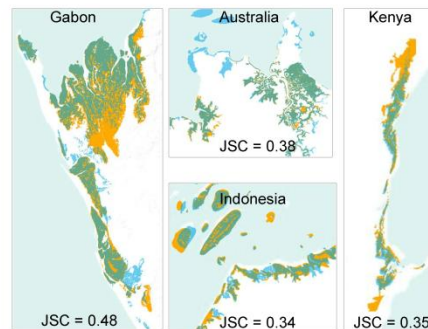 Gabon
JSC = 0.48
Australia
JSC = 0.38
Indonesia
JSC = 0.34
Kenya
JSC = 0.35